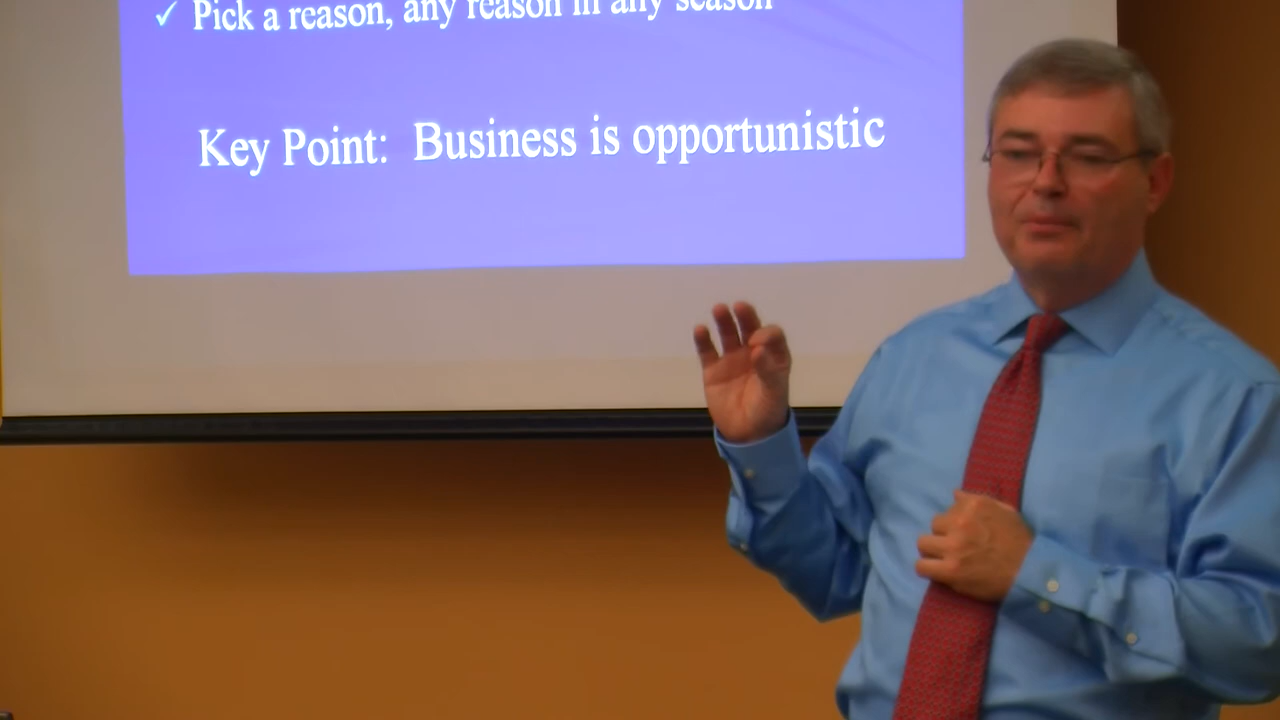 ✓ Pick a reason, any reason in any season
Key Point: Business is opportunistic